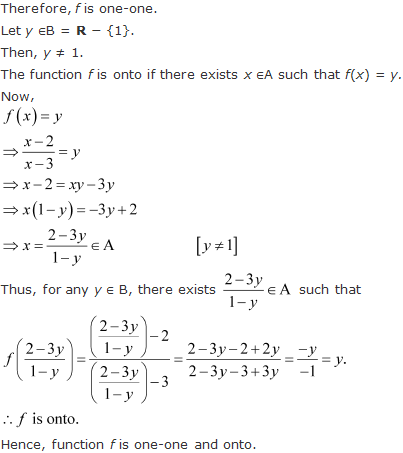 Therefore, f is one-one.
Let y ∈B = R − {1}.
Then, y ≠ 1.
The function f is onto if there exists x ∈A such that f(x) = y.
Now,
f(x) = y
⇒ (x−2)/(x−3) = y
⇒ x−2 = xy−3y
⇒ x(1−y) = −3y+2
⇒ x = (2−3y)/(1−y) ∈ A [y≠1]
Thus, for any y ∈ B, there exists (2−3y)/(1−y) ∈ A such that
f((2−3y)/(1−y)) = (((2−3y)/(1−y))−2)/(((2−3y)/(1−y))−3) = (2−3y−2+2y)/(2−3y−3+3y) = (−y)/(−1) = y.
∴ f is onto.
Hence, function f is one-one and onto.